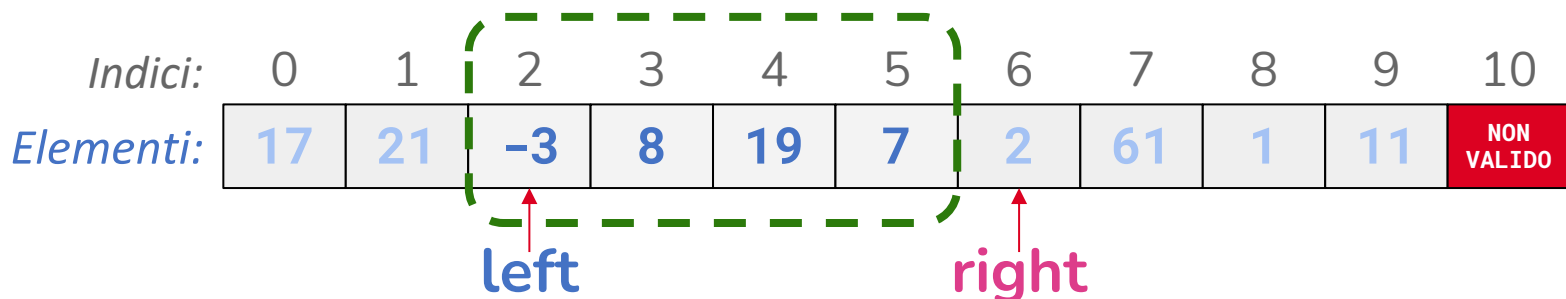 Indici: 0 1 2 3 4 5 6 7 8 9 10
Elementi: 17 21 −3 8 19 7 2 61 1 11 NON VALIDO
left right